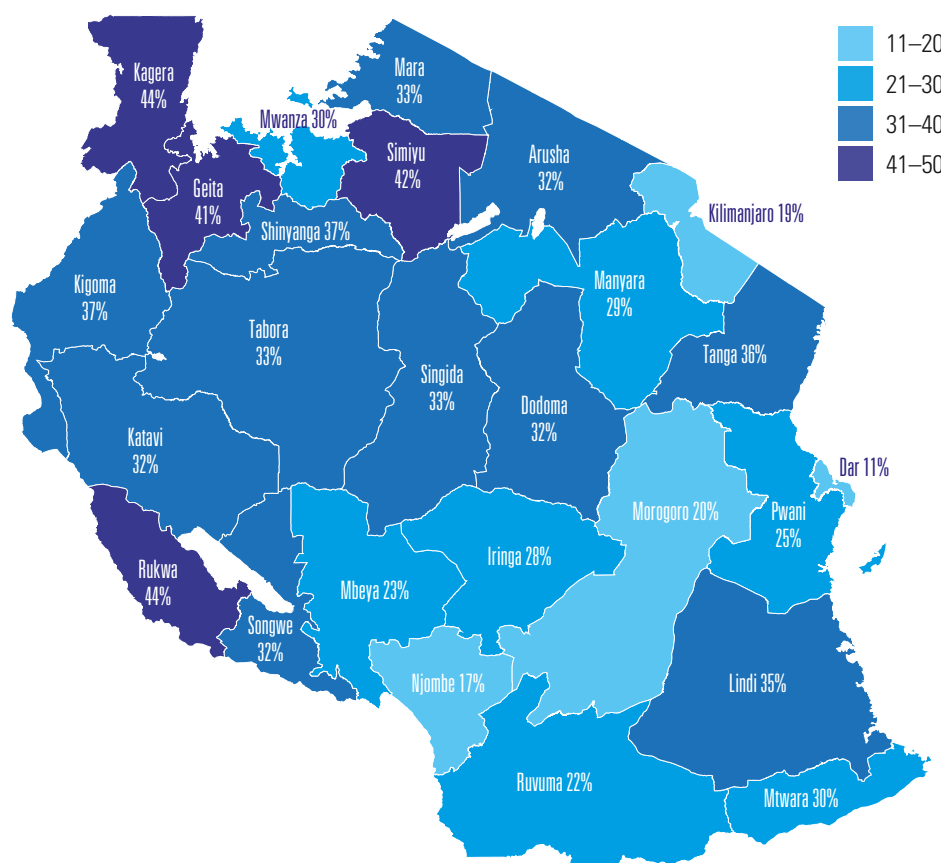 11–20
21–30
31–40
41–50
Kagera
44%
Mara
33%
Mwanza 30%
Simiyu
42%
Arusha
32%
Geita
41%
Kilimanjaro 19%
Shinyanga 37%
Kigoma
37%
Manyara
29%
Tabora
33%
Tanga 36%
Singida
33%
Dodoma
32%
Katavi
32%
Dar 11%
Morogoro 20%
Pwani
25%
Iringa 28%
Rukwa
44%
Mbeya 23%
Songwe
32%
Njombe 17%
Lindi 35%
Ruvuma 22%
Mtwara 30%